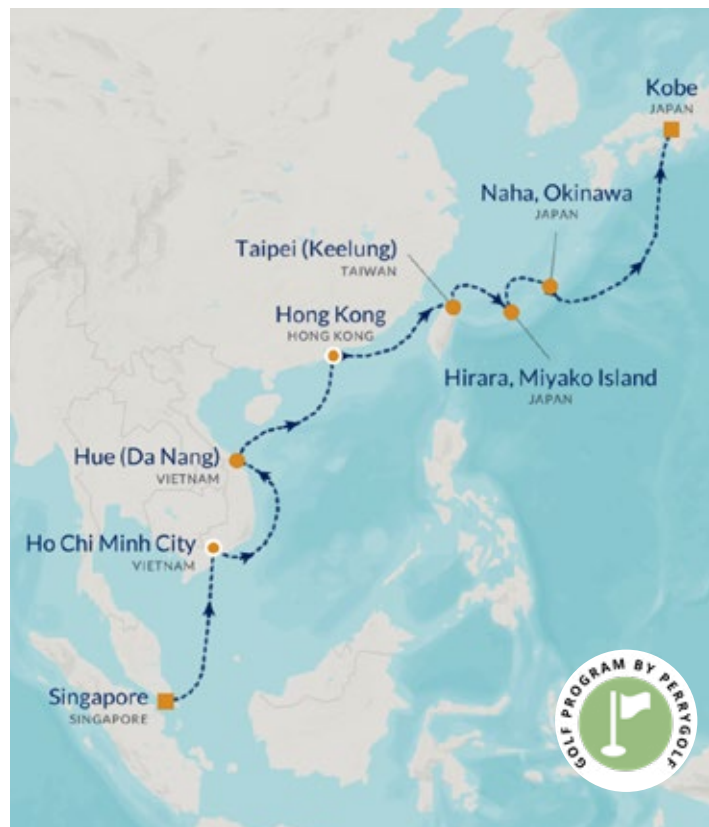 Kobe
JAPAN
Naha, Okinawa
JAPAN
Taipei (Keelung)
TAIWAN
Hong Kong
HONG KONG
Hirara, Miyako Island
JAPAN
Hue (Da Nang)
VIETNAM
Ho Chi Minh City
VIETNAM
Singapore
SINGAPORE
GOLF PROGRAM BY PERRYGOLF